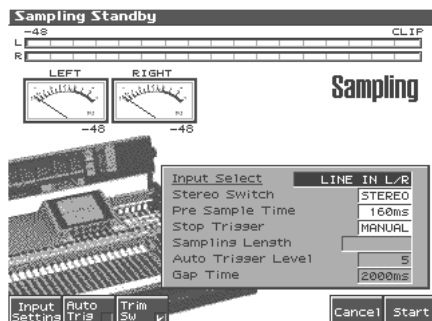 Sampling Standby
-48 CLIP
L
R
LEFT RIGHT
-48 -48
Sampling
Input Select LINE IN L/R
Stereo Switch STEREO
Pre Sample Time 160ms
Stop Trigger MANUAL
Sampling Length
Auto Trigger Level 5
Gap Time 2000ms
Input Setting
Auto Trig
Trim Sw
Cancel Start